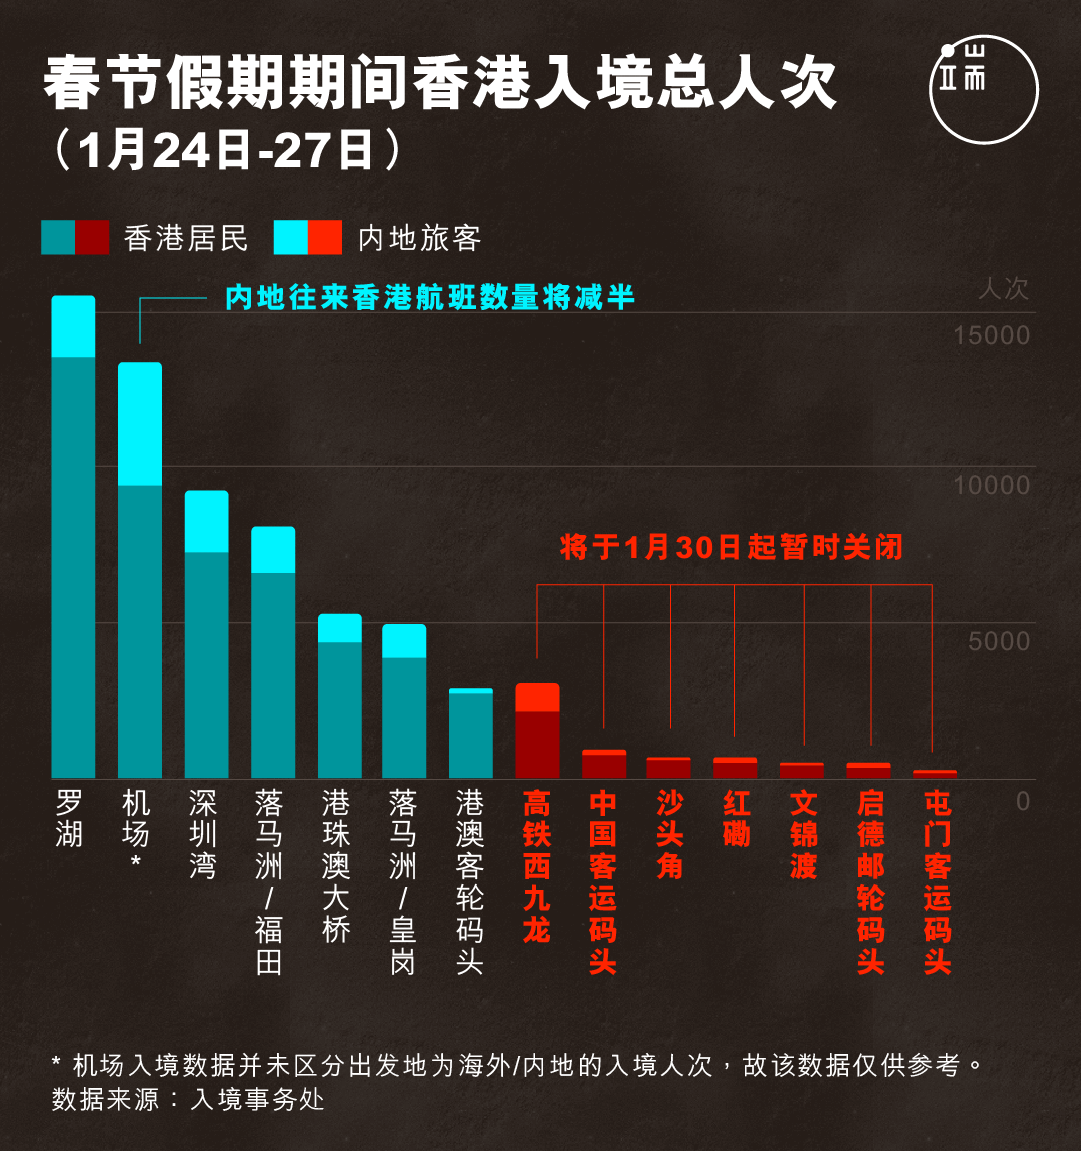 春节假期期间香港入境总人次
（1月24日-27日）
端
香港居民
内地旅客
内地往来香港航班数量将减半
人次
15000
10000
将于1月30日起暂时关闭
5000
0
罗湖
机场*
深圳湾
落马洲/福田
港珠澳大桥
落马洲/皇岗
港澳客轮码头
高铁西九龙
中国客运码头
沙头角
红磡
文锦渡
启德邮轮码头
屯门客运码头
* 机场入境数据并未区分出发地为海外/内地的入境人次，故该数据仅供参考。
数据来源：入境事务处